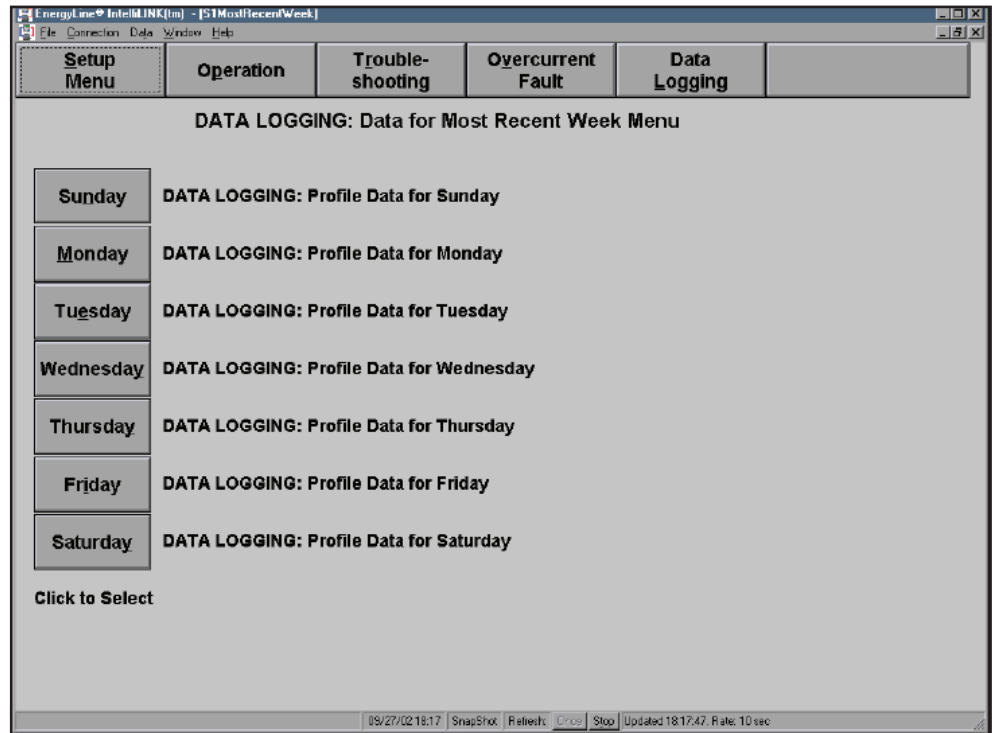 EnergyLine® IntelliLINK(tm) - [S1MostRecentWeek]
File Connection Data Window Help
Setup Menu
Operation
Trouble-shooting
Overcurrent Fault
Data Logging
DATA LOGGING: Data for Most Recent Week Menu
Sunday DATA LOGGING: Profile Data for Sunday
Monday DATA LOGGING: Profile Data for Monday
Tuesday DATA LOGGING: Profile Data for Tuesday
Wednesday DATA LOGGING: Profile Data for Wednesday
Thursday DATA LOGGING: Profile Data for Thursday
Friday DATA LOGGING: Profile Data for Friday
Saturday DATA LOGGING: Profile Data for Saturday
Click to Select
09/27/02 18:17 SnapShot Refresh: Once Stop Updated 18:17:47. Rate: 10 sec